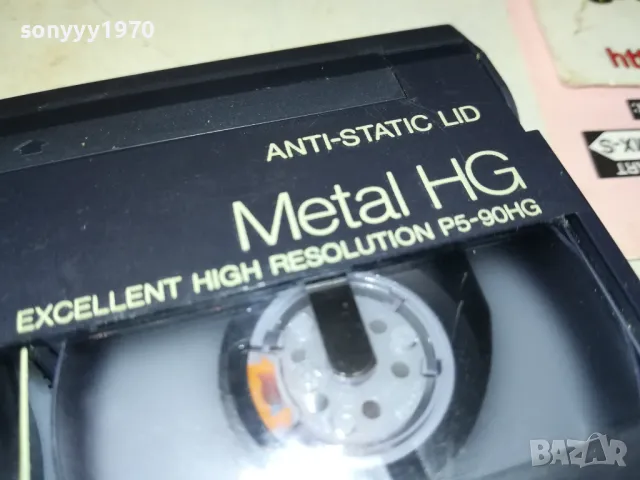 sonyyy1970
ANTI-STATIC LID
Metal HG
EXCELLENT HIGH RESOLUTION P5-90HG
BAZAR